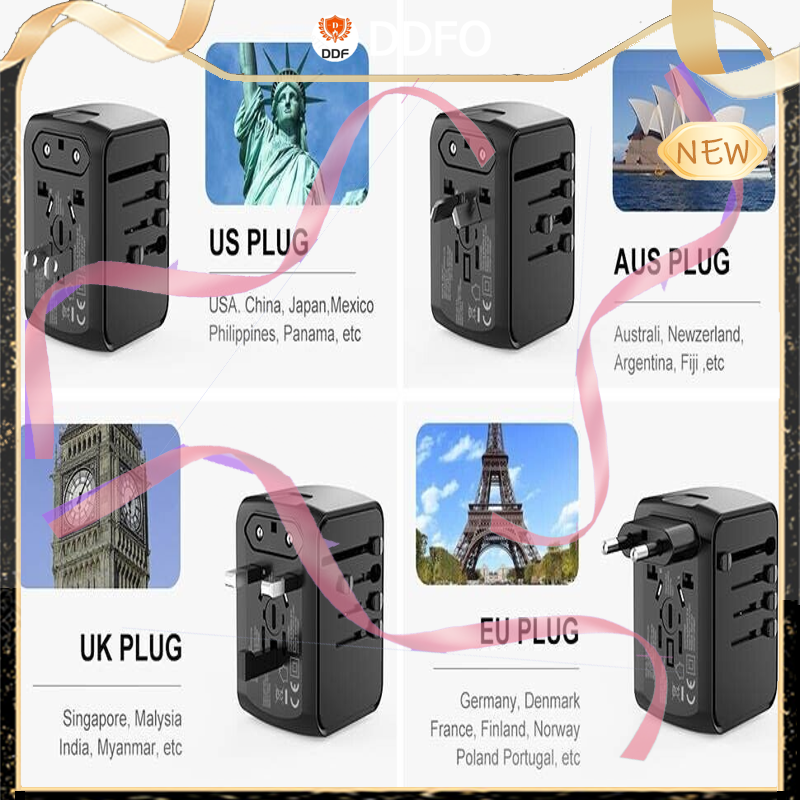 DDF
DDFO
NEW
US PLUG
USA, China, Japan,Mexico
Philippines, Panama, etc
AUS PLUG
Australi, Newzerland,
Argentina, Fiji ,etc
UK PLUG
Singapore, Malysia
India, Myanmar, etc
EU PLUG
Germany, Denmark
France, Finland, Norway
Poland Portugal, etc